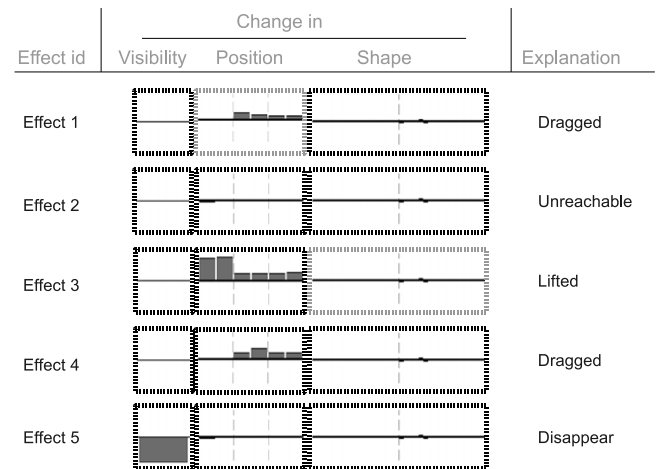 Change in
Effect id Visibility Position Shape Explanation
Effect 1 Dragged
Effect 2 Unreachable
Effect 3 Lifted
Effect 4 Dragged
Effect 5 Disappear